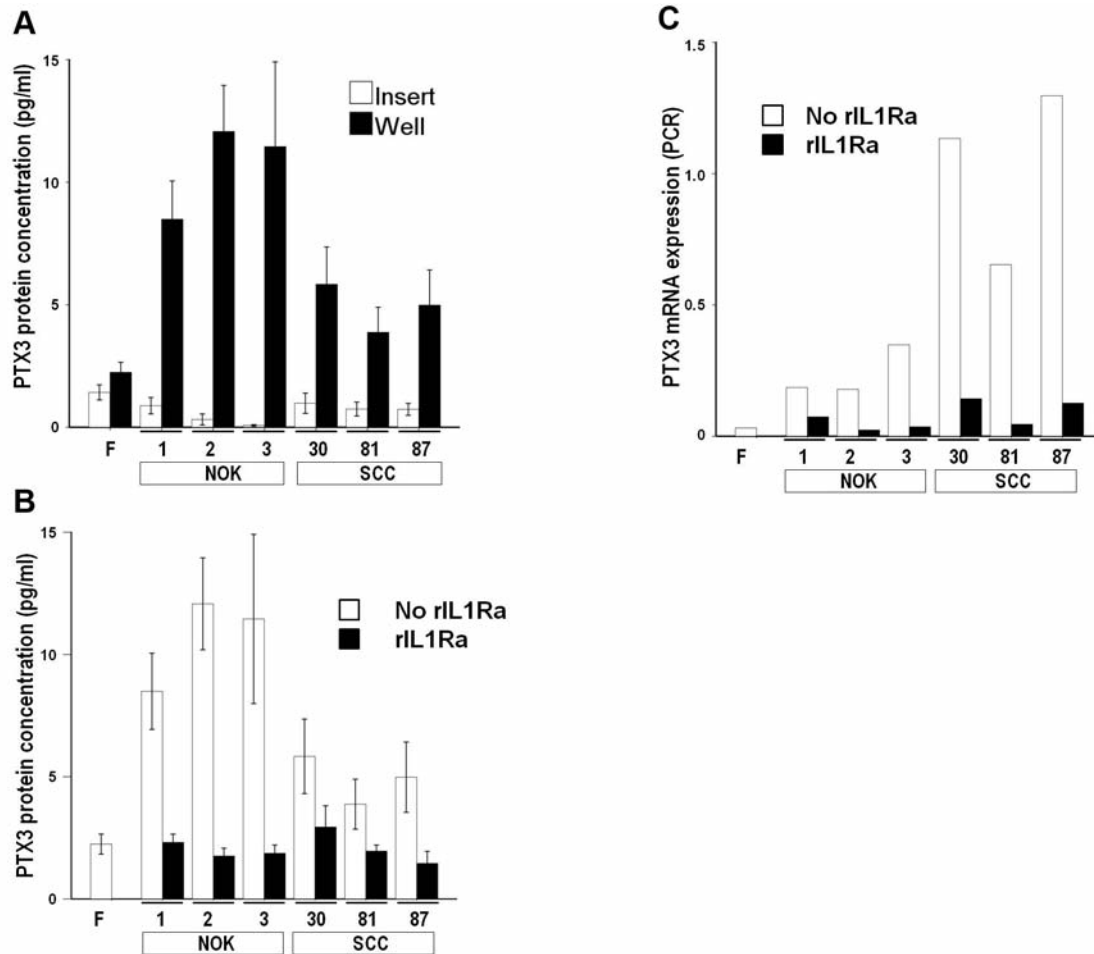 A
PTX3 protein concentration (pg/ml)
15
10
5
0
Insert
Well
F 1 2 3 30 81 87
NOK SCC
B
PTX3 protein concentration (pg/ml)
15
10
5
0
No rIL1Ra
rIL1Ra
F 1 2 3 30 81 87
NOK SCC
C
PTX3 mRNA expression (PCR)
1.5
1.0
0.5
0
No rIL1Ra
rIL1Ra
F 1 2 3 30 81 87
NOK SCC